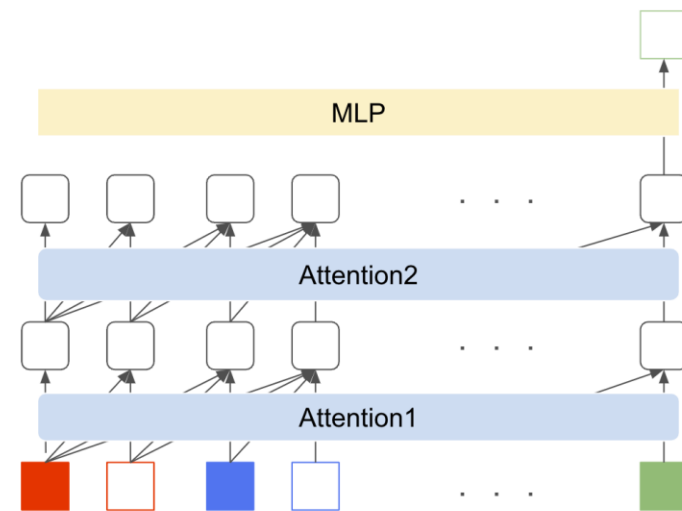 MLP
. . .
Attention2
. . .
Attention1
. . .